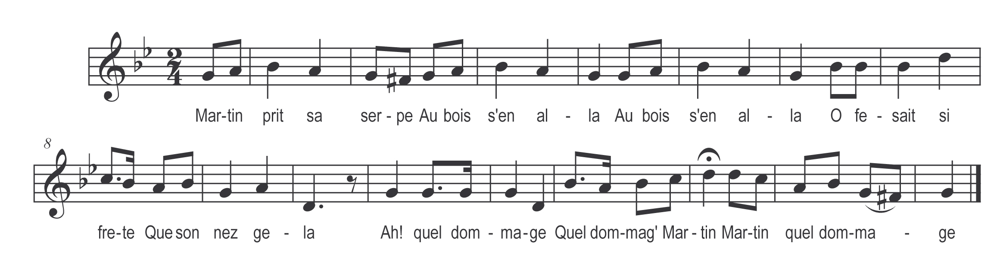 Mar-tin prit sa ser - pe Au bois s'en al - la Au bois s'en al - la O fe - sait si
8
fre-te Que son nez ge - la Ah! quel dom - ma-ge Quel dom-mag' Mar - tin Mar-tin quel dom-ma - ge